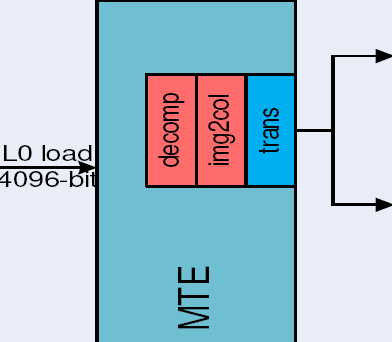 L0 load
4096-bit
decomp
img2col
trans
MTE